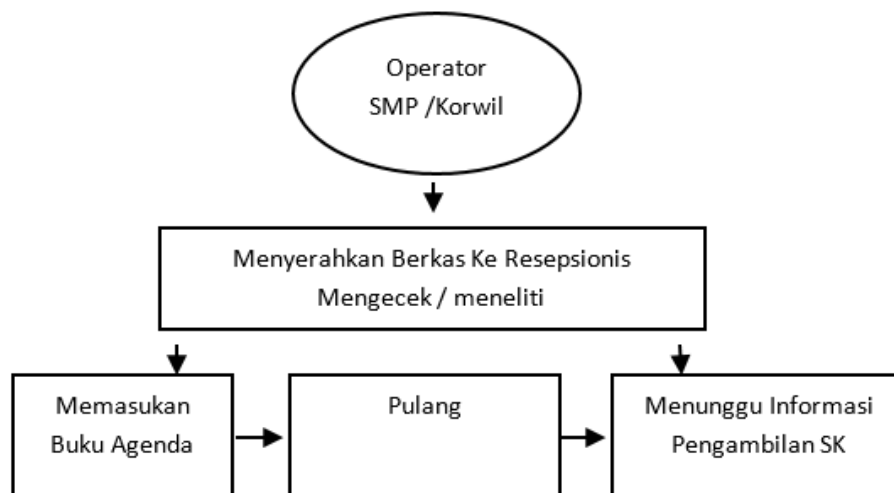 Operator
SMP /Korwil
Menyerahkan Berkas Ke Resepsionis
Mengecek / meneliti
Memasukan
Buku Agenda
Pulang
Menunggu Informasi
Pengambilan SK